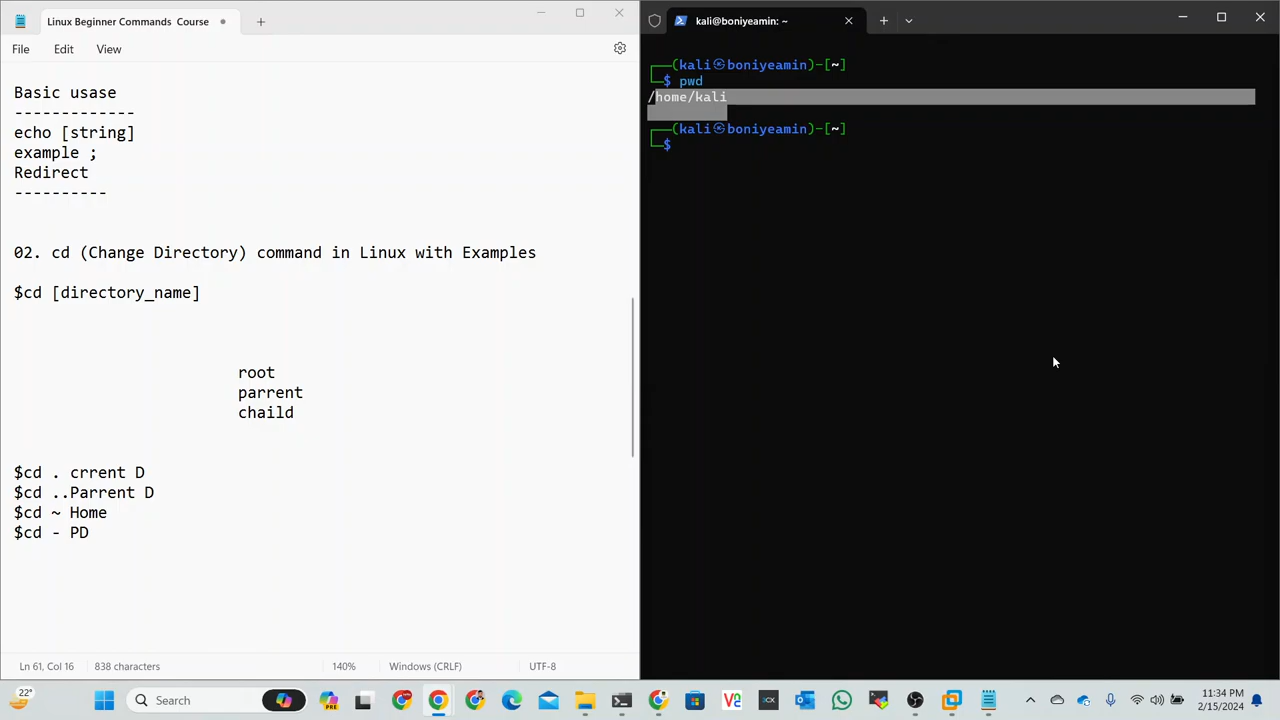 Linux Beginner Commands Course
File Edit View
Basic usase
-------------
echo [string]
example ;
Redirect
----------
02. cd (Change Directory) command in Linux with Examples
$cd [directory_name]
root
parrent
chaild
$cd . crrent D
$cd ..Parrent D
$cd ~ Home
$cd - PD
Ln 61, Col 16 838 characters 140% Windows (CRLF) UTF-8
kali@boniyeamin: ~
┌──(kali㉿boniyeamin)-[~]
└─$ pwd
/home/kali
┌──(kali㉿boniyeamin)-[~]
└─$
22°
Search
PRE
11:34 PM
2/15/2024